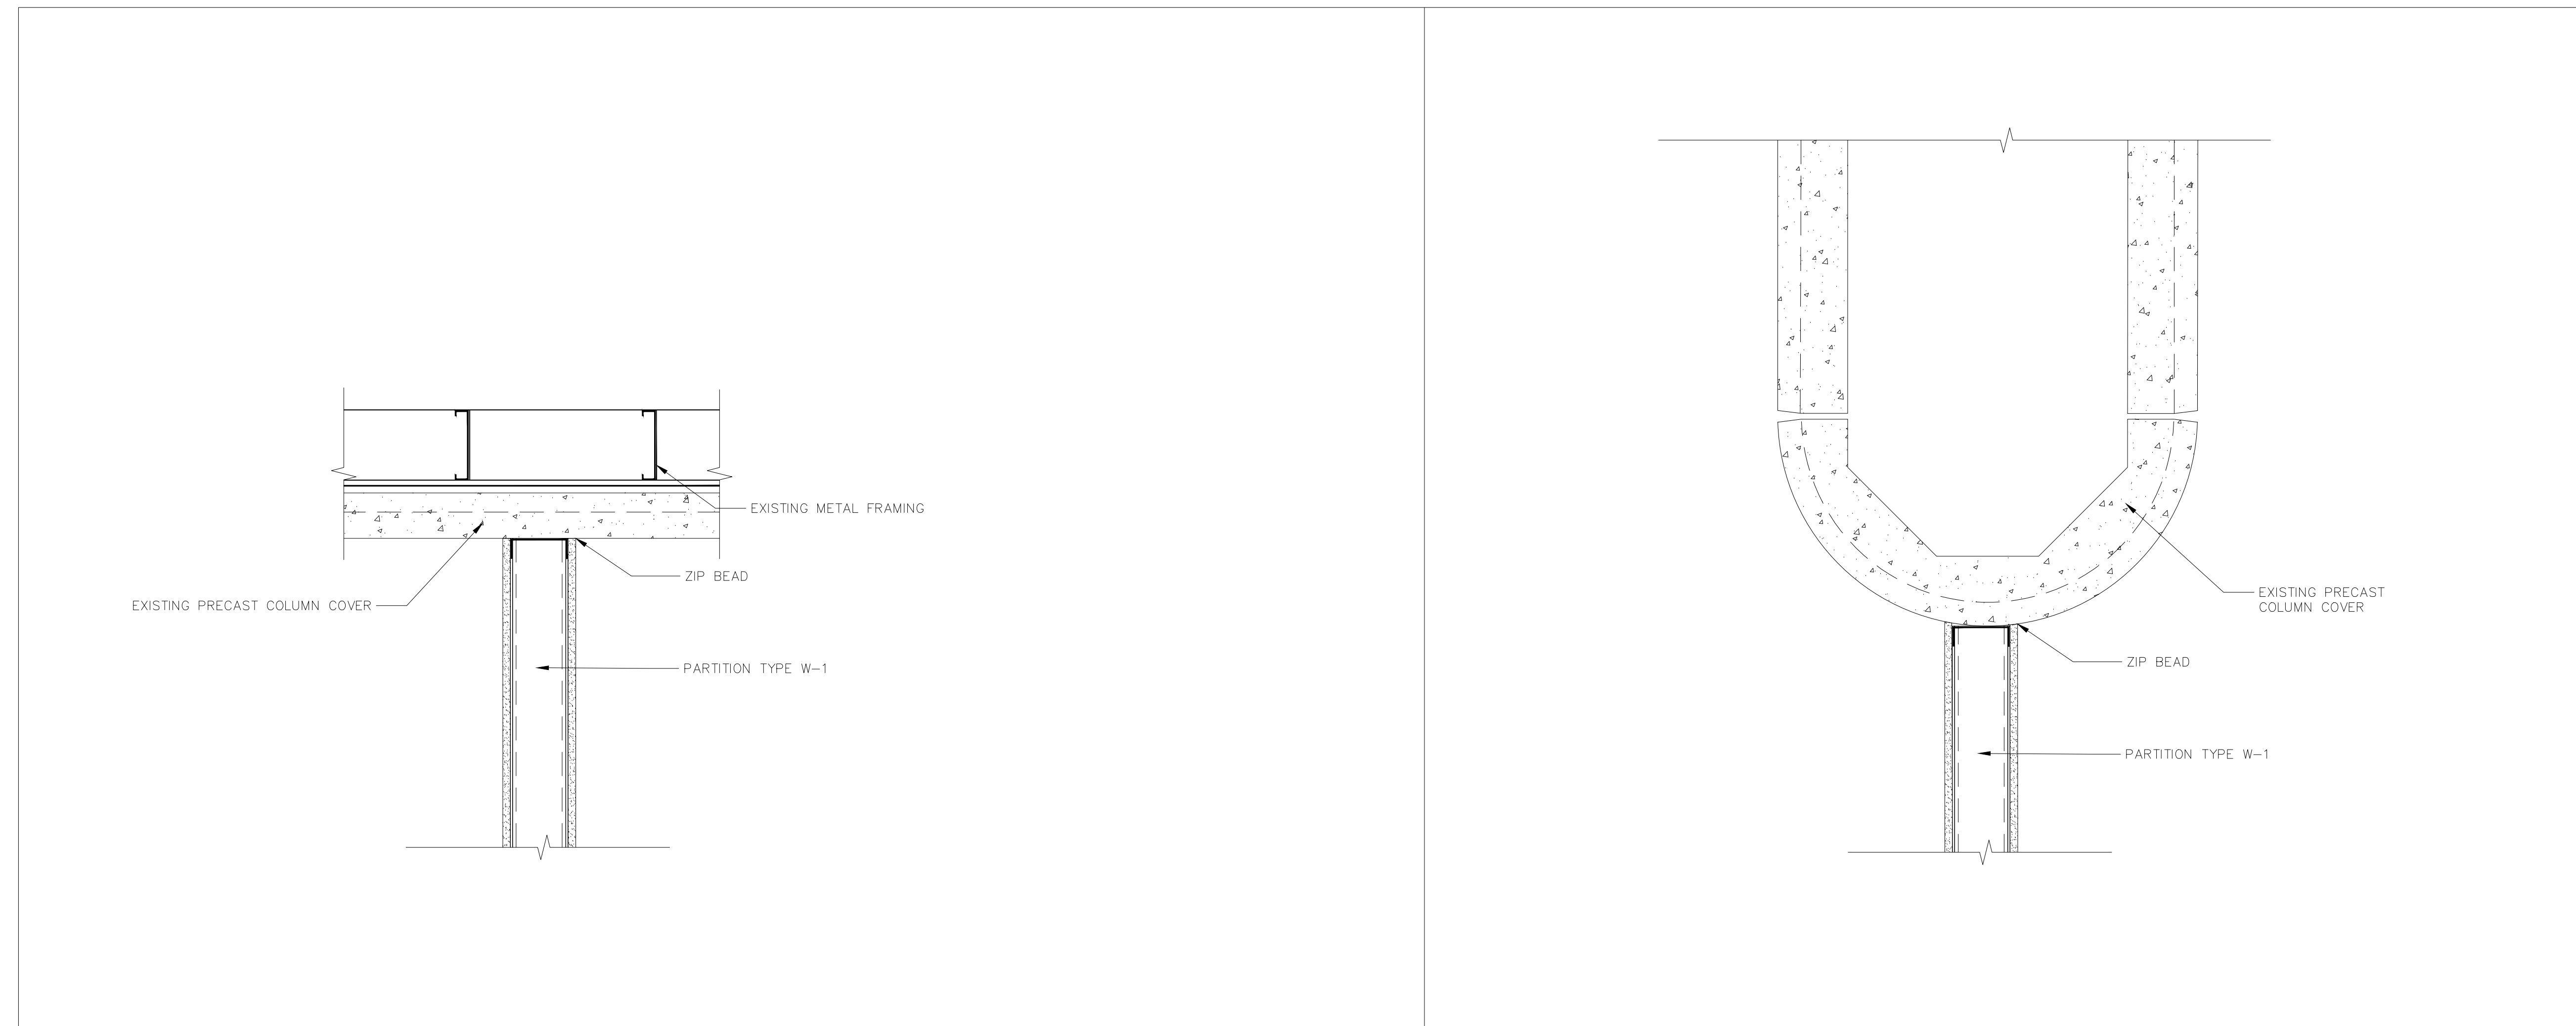 EXISTING METAL FRAMING
ZIP BEAD
EXISTING PRECAST COLUMN COVER
PARTITION TYPE W-1
EXISTING PRECAST
COLUMN COVER
ZIP BEAD
PARTITION TYPE W-1